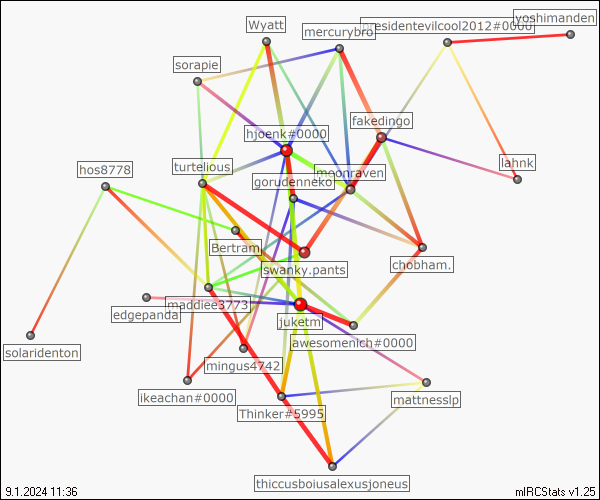 yoshimanden
Wyatt
presidentevilcool2012#0000
mercurybro
sorapie
fakedingo
hjoenk#0000
lahnk
hos8778
turtelious
moonraven
gorudenneko
Bertram
chobham.
swanky.pants
maddiee3773
edgepanda
juketm
awesomenich#0000
solaridenton
mingus4742
ikeachan#0000
mattnesslp
Thinker#5995
thiccusboiusalexusjoneus
9.1.2024 11:36
mIRCStats v1.25